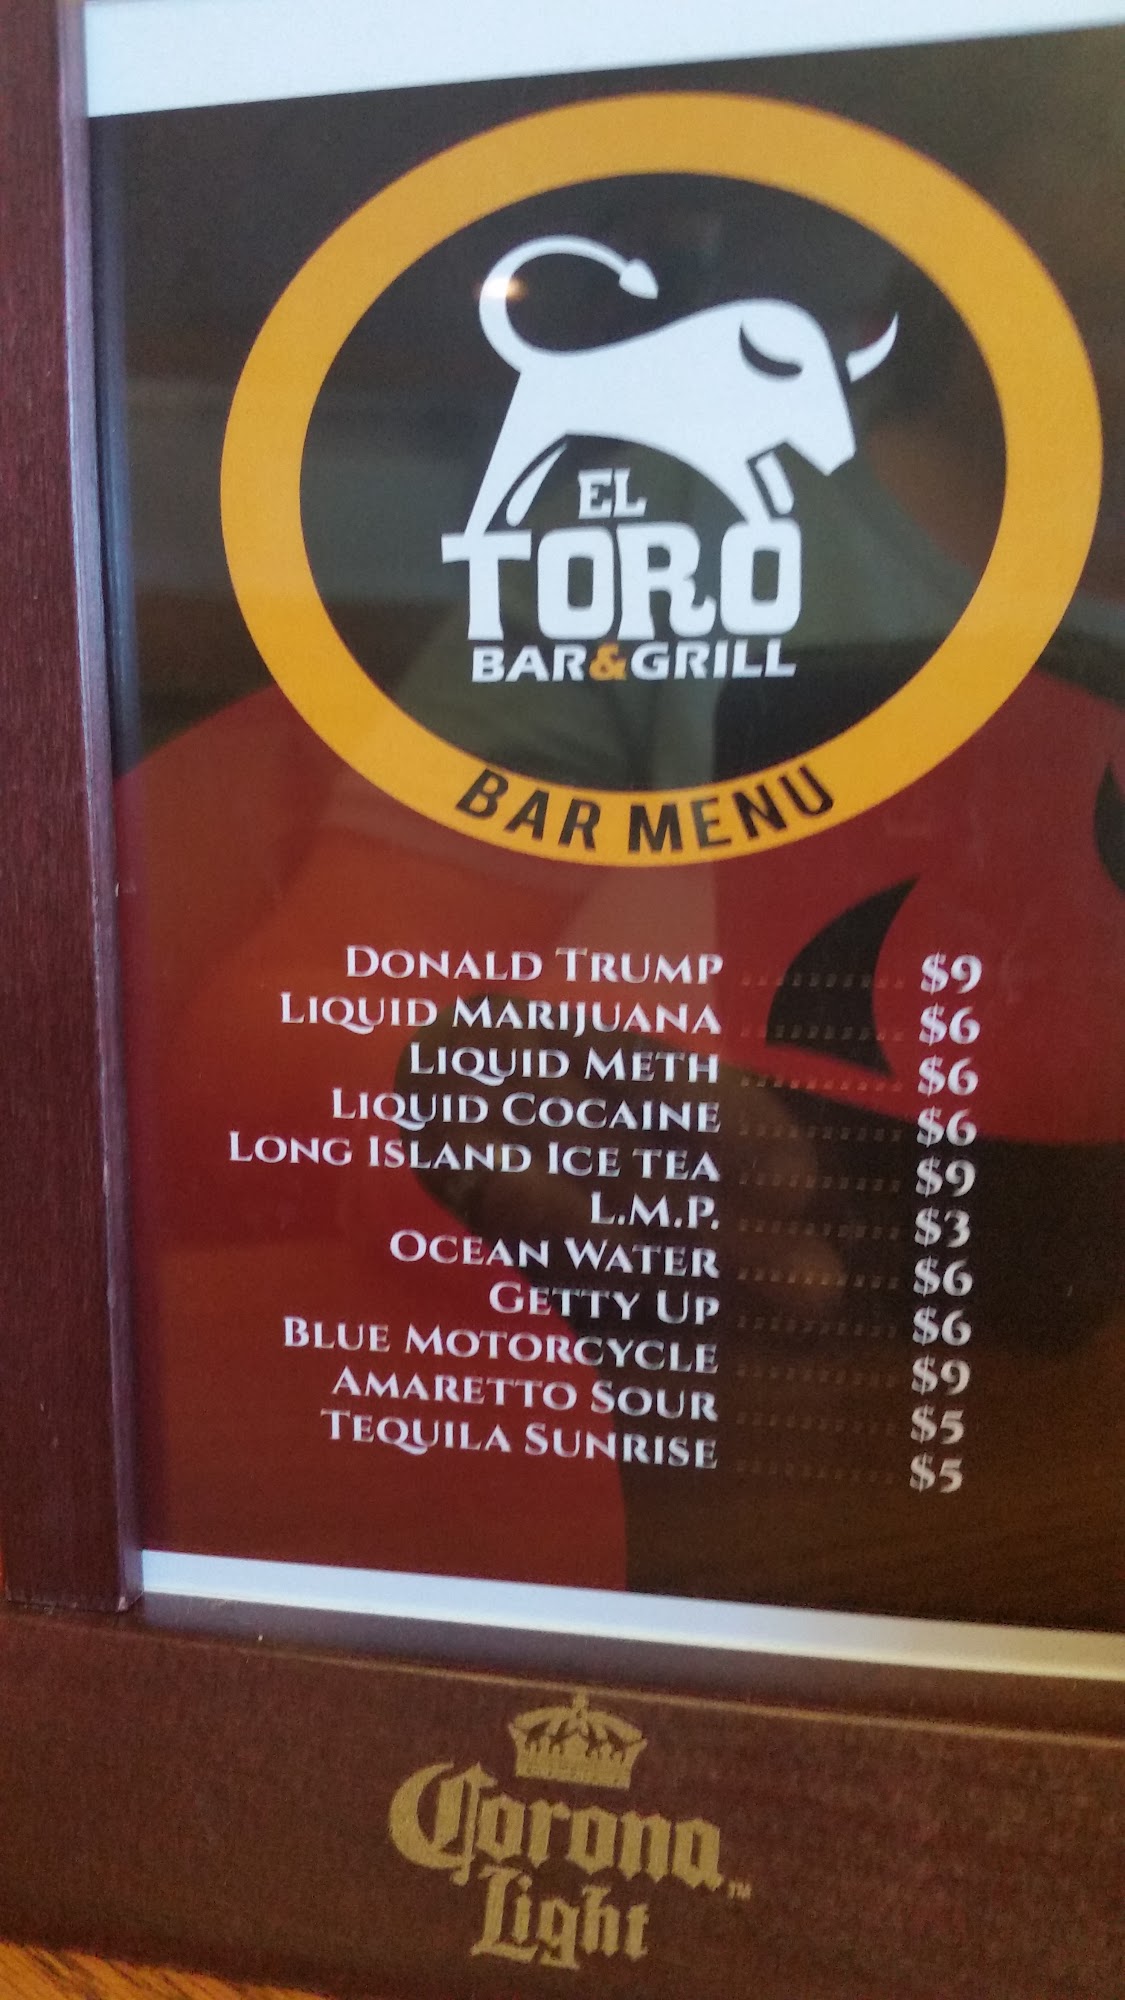 EL
TORO
BAR&GRILL
BAR MENU
Donald Trump .......... $9
Liquid Marijuana .......... $6
Liquid Meth .......... $6
Liquid Cocaine .......... $6
Long Island Ice Tea .......... $9
L.M.P. .......... $3
Ocean Water .......... $6
Getty Up .......... $6
Blue Motorcycle .......... $9
Amaretto Sour .......... $5
Tequila Sunrise .......... $5
Corona
Light™